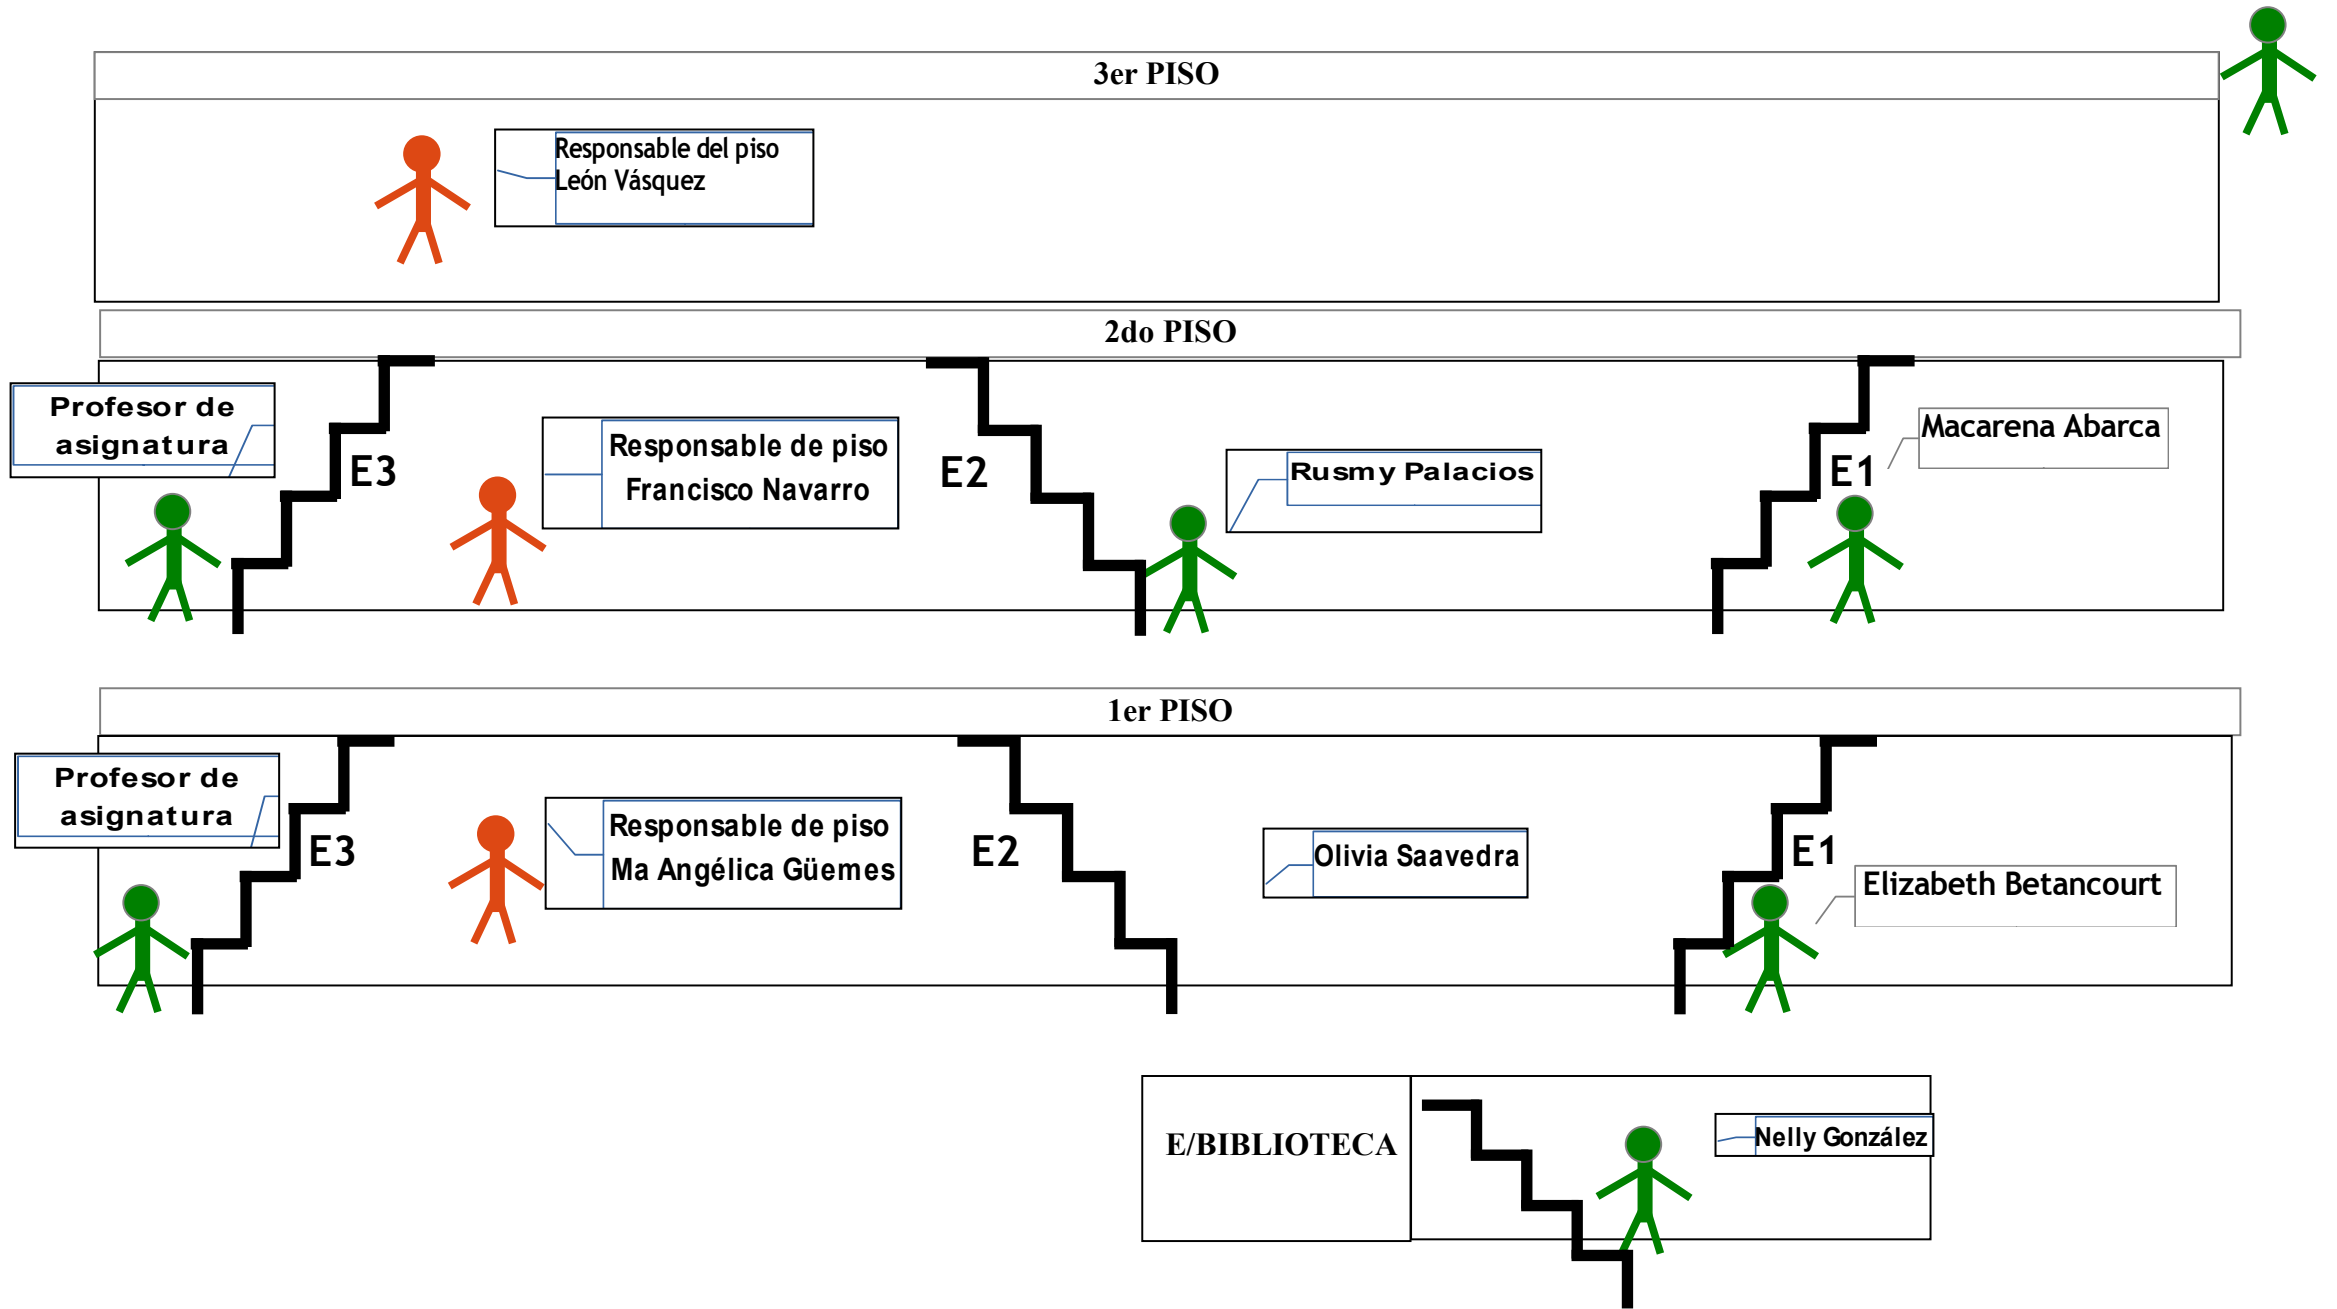 3er PISO
Responsable del piso
León Vásquez
2do PISO
Profesor de
asignatura
E3
Responsable de piso
Francisco Navarro
E2
Rusmy Palacios
E1
Macarena Abarca
1er PISO
Profesor de
asignatura
E3
Responsable de piso
Ma Angélica Güemes
E2
Olivia Saavedra
E1
Elizabeth Betancourt
E/BIBLIOTECA
Nelly González